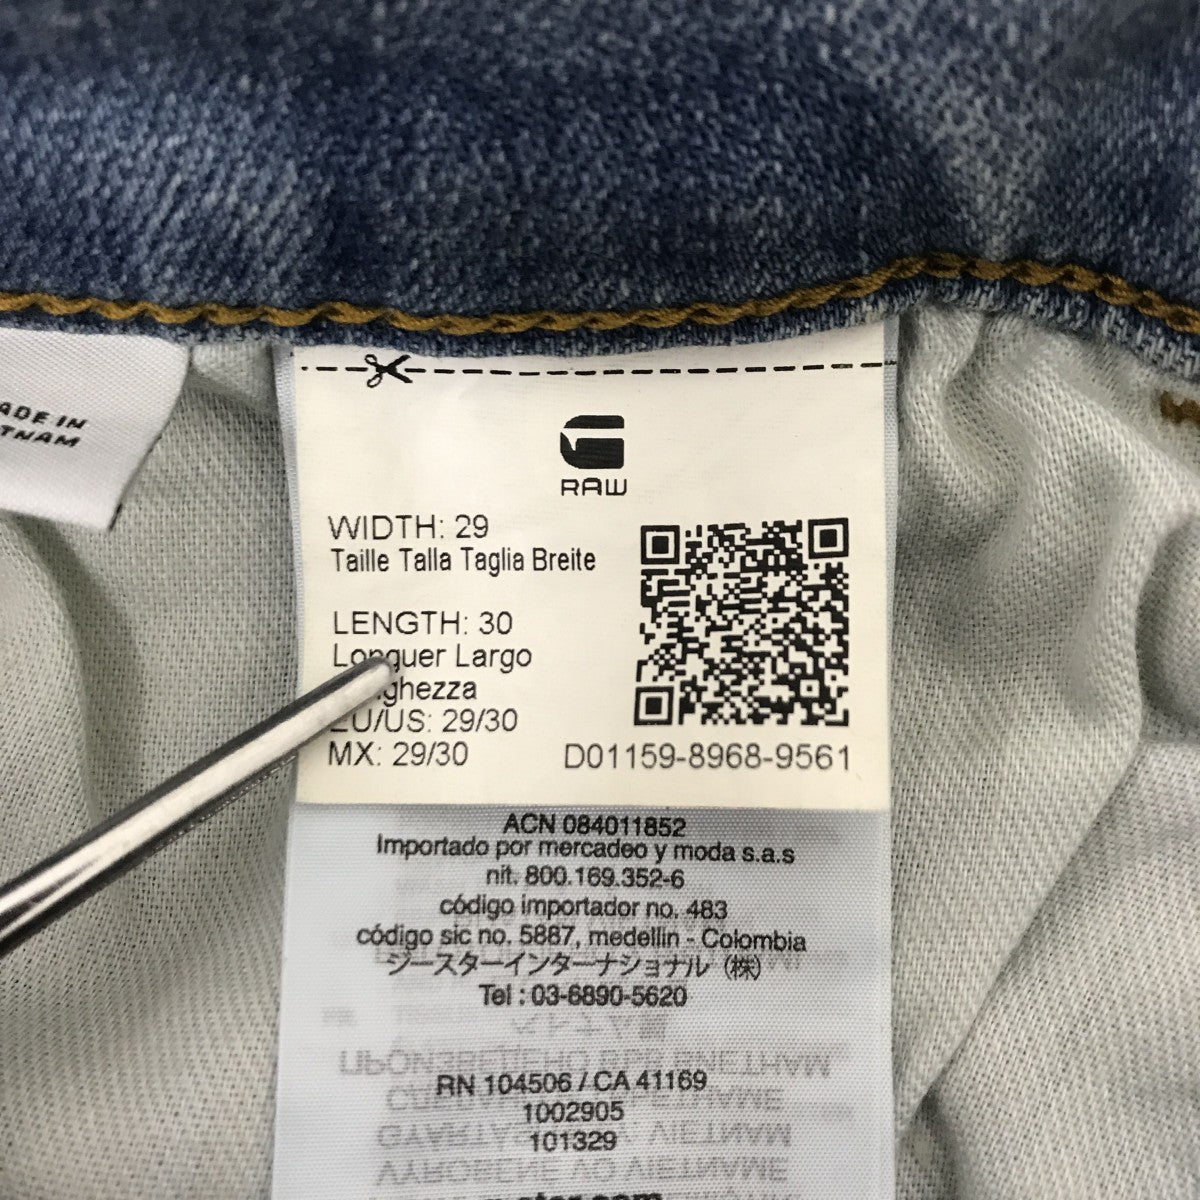 ADE IN
TNAM
RAW
WIDTH: 29
Taille Talla Taglia Breite
LENGTH: 30
Longuer Largo
ghezza
EU/US: 29/30
MX: 29/30
D01159-8968-9561
ACN 084011852
Importado por mercadeo y moda s.a.s
nit. 800.169.352-6
código importador no. 483
código sic no. 5887, medellin - Colombia
ジースターインターナショナル (株)
Tel : 03-6890-5620
RN 104506 / CA 41169
1002905
101329